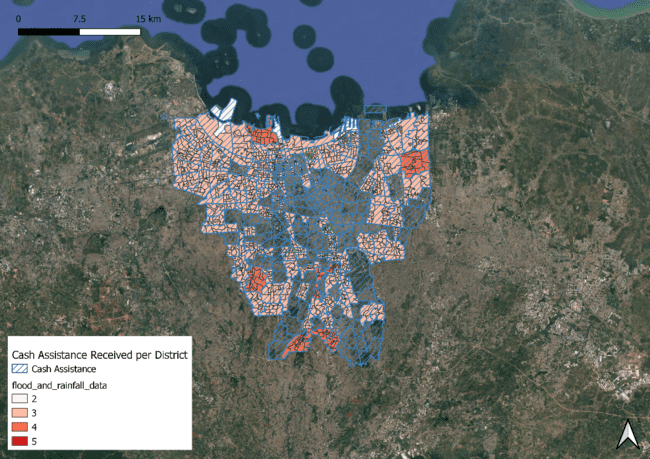 0 7.5 15 km
Cash Assistance Received per District
Cash Assistance
flood_and_rainfall_data
2
3
4
5